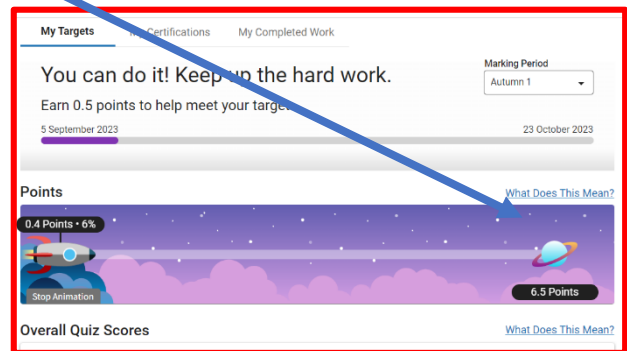 My Targets My Certifications My Completed Work
You can do it! Keep up the hard work.
Marking Period
Autumn 1
Earn 0.5 points to help meet your target
5 September 2023 23 October 2023
Points What Does This Mean?
0.4 Points • 6%
6.5 Points
Stop Animation
Overall Quiz Scores What Does This Mean?